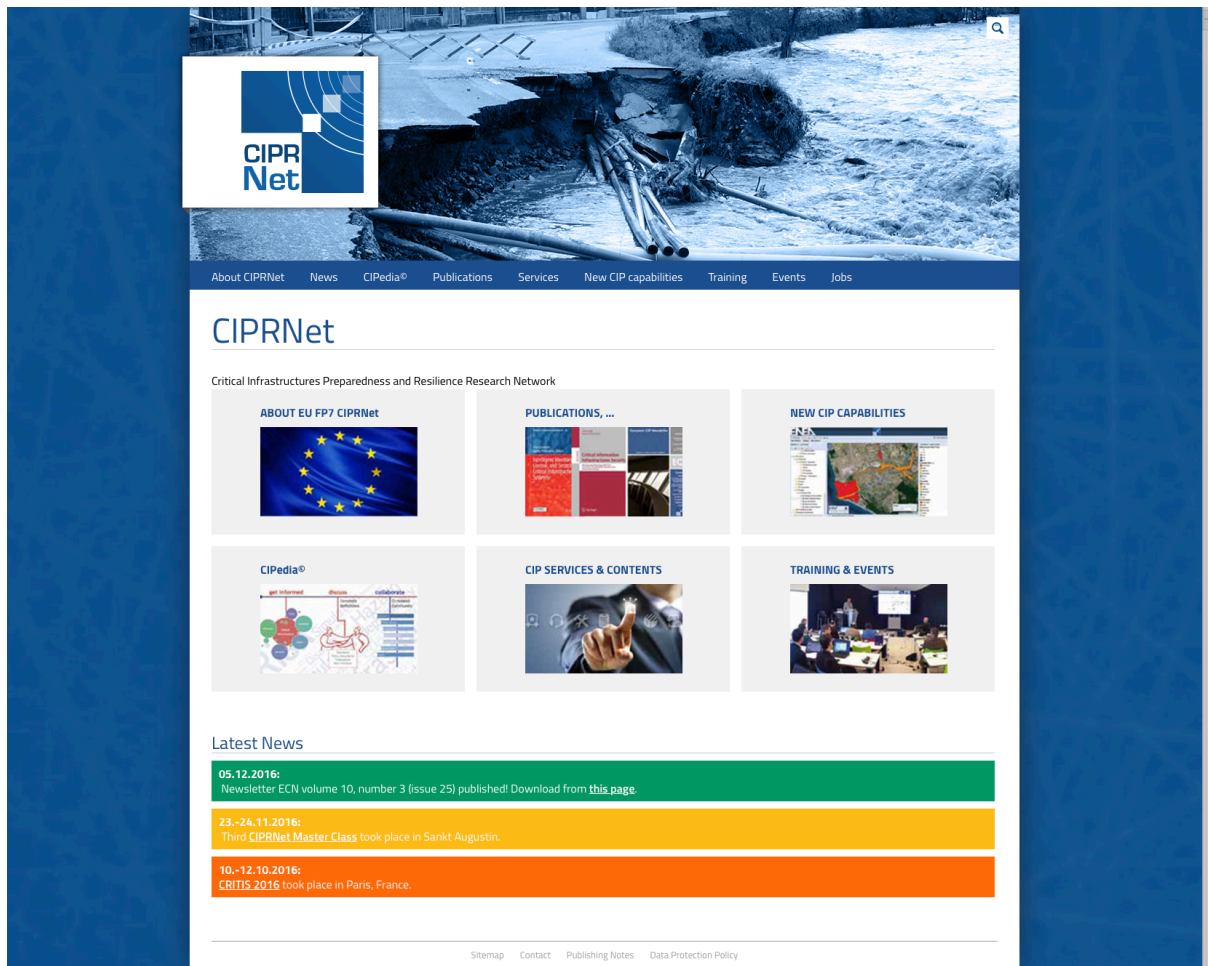 CIPR
Net
About CIPRNet News CIPedia© Publications Services New CIP capabilities Training Events Jobs
CIPRNet
Critical Infrastructures Preparedness and Resilience Research Network
ABOUT EU FP7 CIPRNet
PUBLICATIONS, ...
NEW CIP CAPABILITIES
Critical Information
Infrastructures Security
CIPedia©
CIP SERVICES & CONTENTS
TRAINING & EVENTS
get informed discuss collaborate
Latest News
05.12.2016:
Newsletter ECN volume 10, number 3 (issue 25) published! Download from this page.
23.-24.11.2016:
Third CIPRNet Master Class took place in Sankt Augustin.
10.-12.10.2016:
CRITIS 2016 took place in Paris, France.
Sitemap Contact Publishing Notes Data Protection Policy